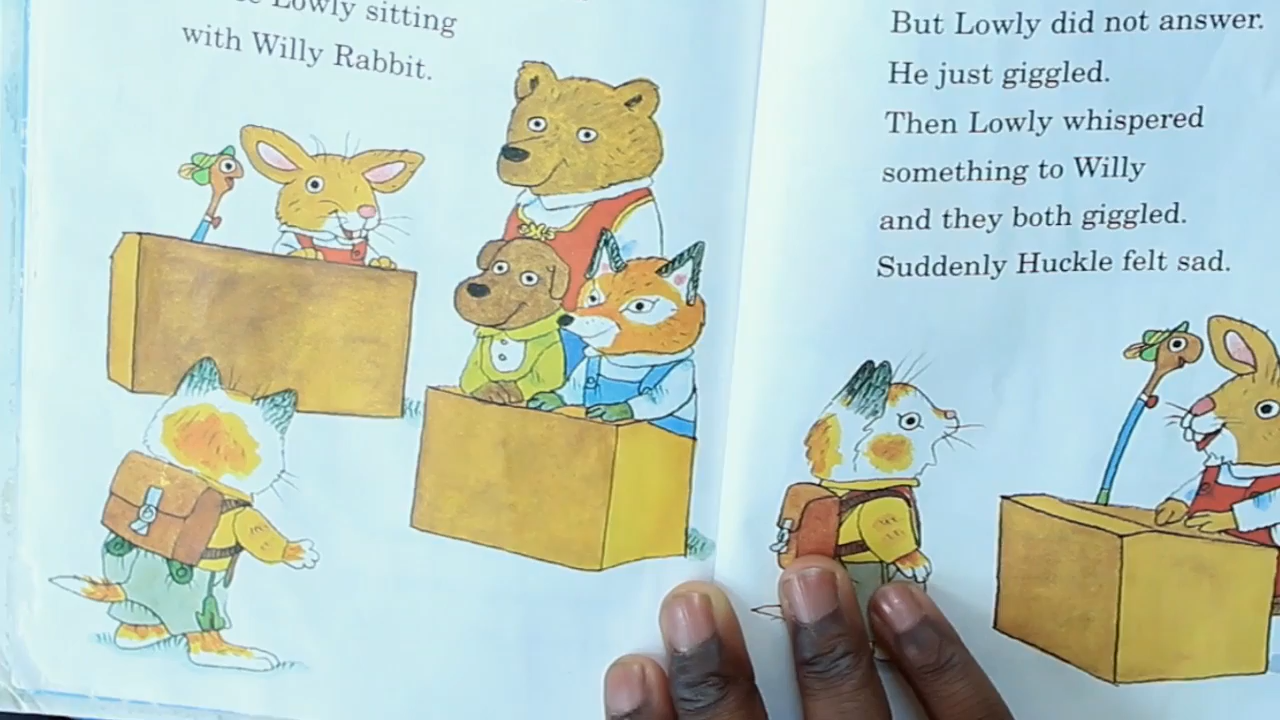 Lowly sitting
with Willy Rabbit.
But Lowly did not answer.
He just giggled.
Then Lowly whispered
something to Willy
and they both giggled.
Suddenly Huckle felt sad.